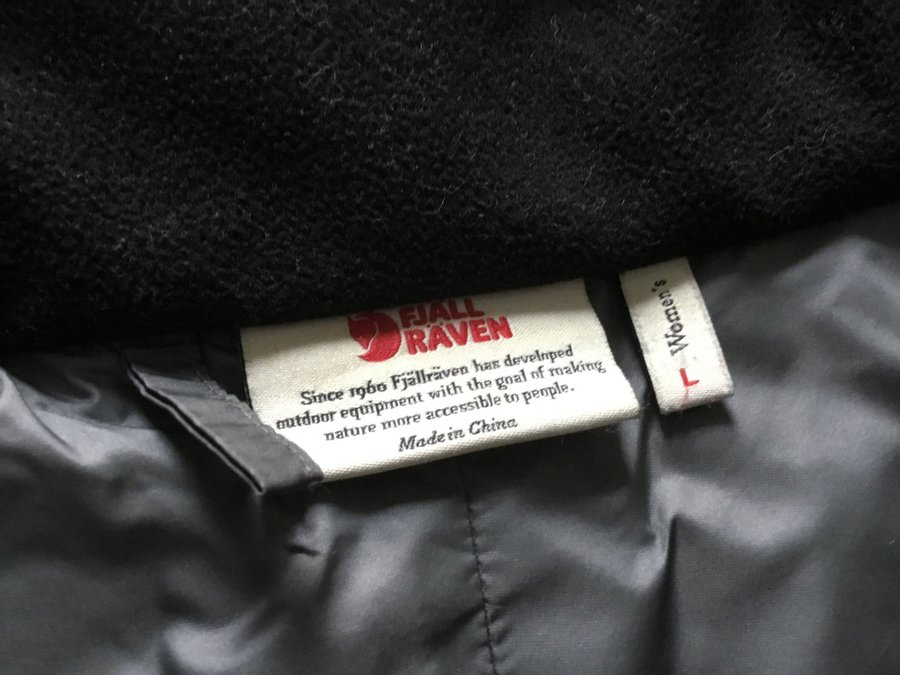 FJÄLL
RÄVEN
Since 1960 Fjällräven has developed
outdoor equipment with the goal of making
nature more accessible to people.
Made in China
Women's
L